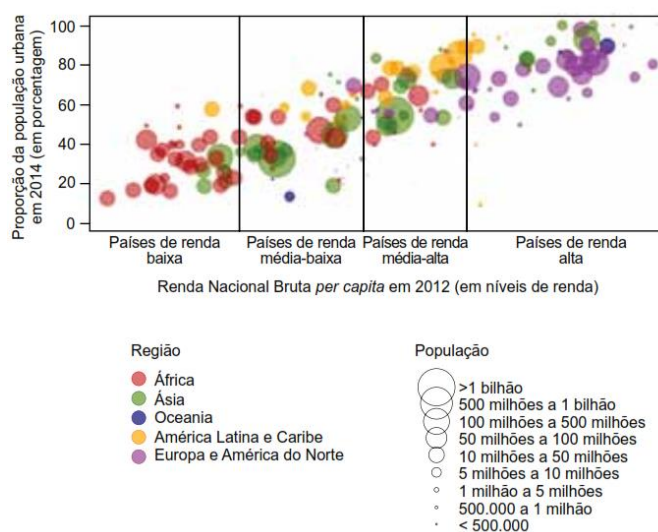 Proporção da população urbana
em 2014 (em porcentagem)
100
80
60
40
20
0
Países de renda
baixa
Países de renda
média-baixa
Países de renda
média-alta
Países de renda
alta
Renda Nacional Bruta per capita em 2012 (em níveis de renda)
Região
África
Ásia
Oceania
América Latina e Caribe
Europa e América do Norte
População
>1 bilhão
500 milhões a 1 bilhão
100 milhões a 500 milhões
50 milhões a 100 milhões
10 milhões a 50 milhões
5 milhões a 10 milhões
1 milhão a 5 milhões
500.000 a 1 milhão
< 500.000